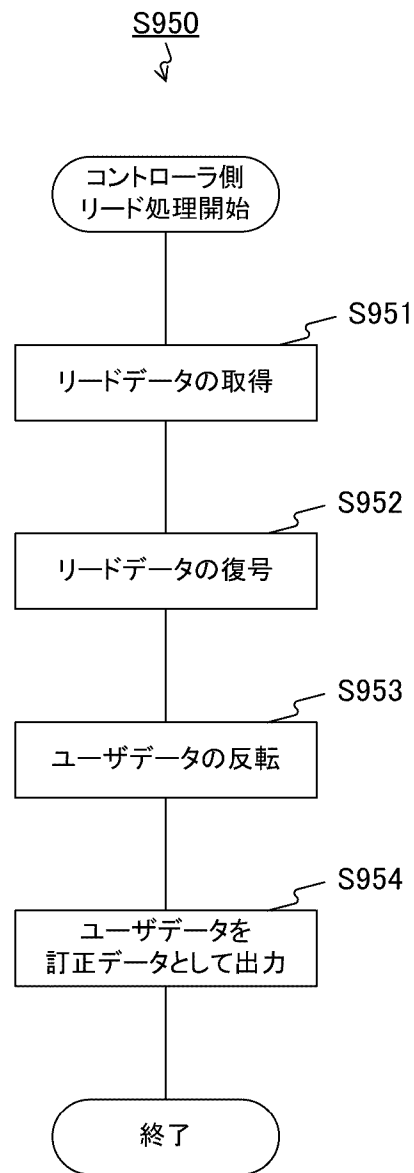 S950
コントローラ側
リード処理開始
S951
リードデータの取得
S952
リードデータの復号
S953
ユーザデータの反転
S954
ユーザデータを
訂正データとして出力
終了